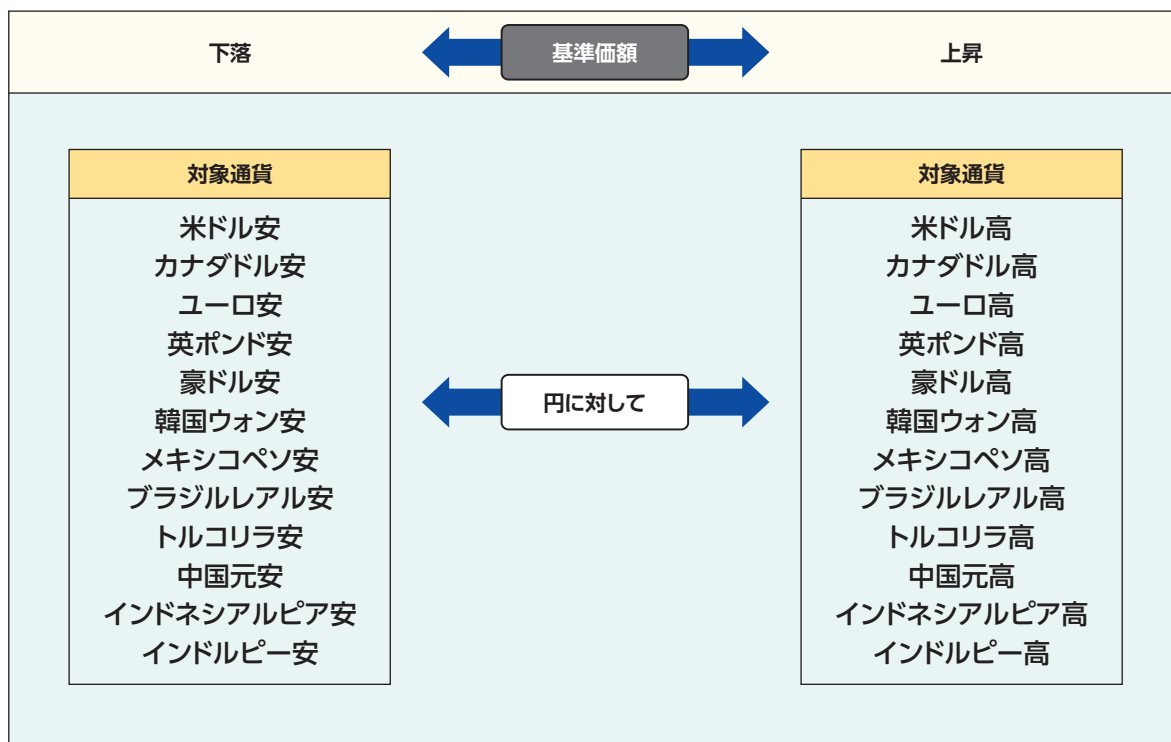 下落
基準価額
上昇
対象通貨
米ドル安
カナダドル安
ユーロ安
英ポンド安
豪ドル安
韓国ウォン安
メキシコペソ安
ブラジルレアル安
トルコリラ安
中国元安
インドネシアルピア安
インドルピー安
円に対して
対象通貨
米ドル高
カナダドル高
ユーロ高
英ポンド高
豪ドル高
韓国ウォン高
メキシコペソ高
ブラジルレアル高
トルコリラ高
中国元高
インドネシアルピア高
インドルピー高